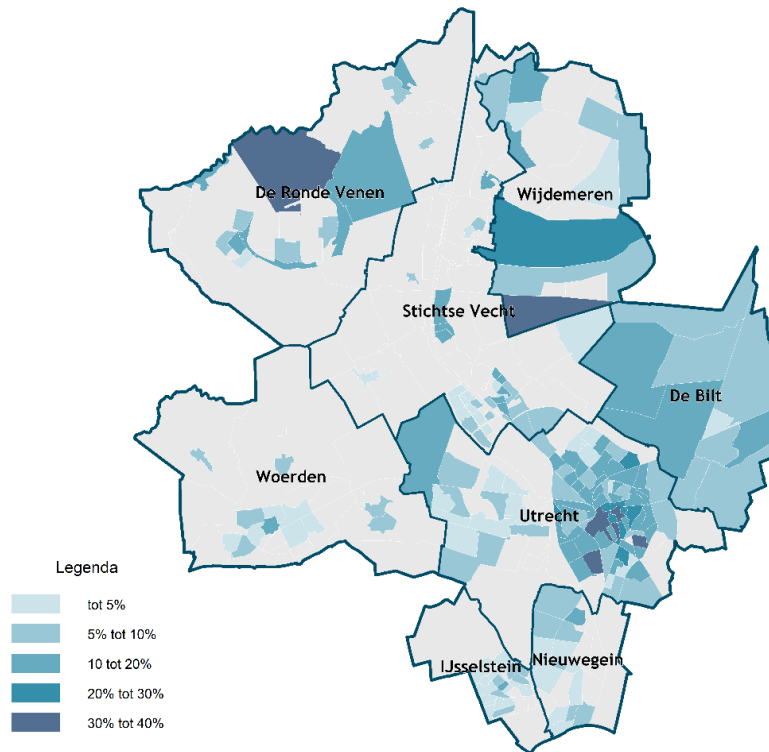 De Ronde Venen
Wijdemeren
Stichtse Vecht
De Bilt
Woerden
Utrecht
IJsselstein
Nieuwegein
Legenda
tot 5%
5% tot 10%
10 tot 20%
20% tot 30%
30% tot 40%